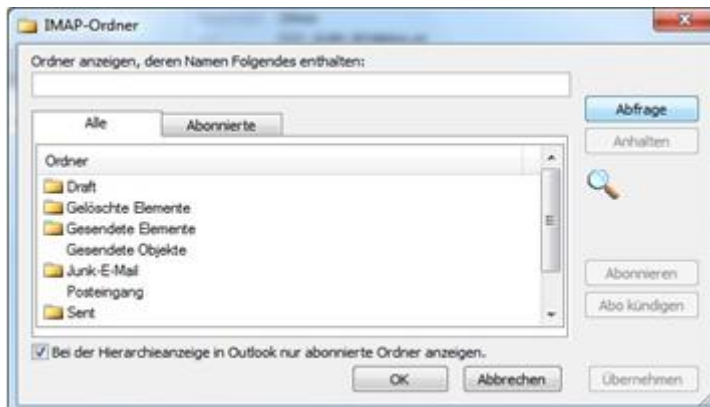 IMAP-Ordner
Ordner anzeigen, deren Namen Folgendes enthalten:
Abfrage
Alle
Abonnierte
Anhalten
Ordner
Draft
Gelöschte Elemente
Gesendete Elemente
Gesendete Objekte
Junk-E-Mail
Abonnieren
Posteingang
Abo kündigen
Sent
Bei der Hierarchieanzeige in Outlook nur abonnierte Ordner anzeigen.
OK
Abbrechen
Übernehmen